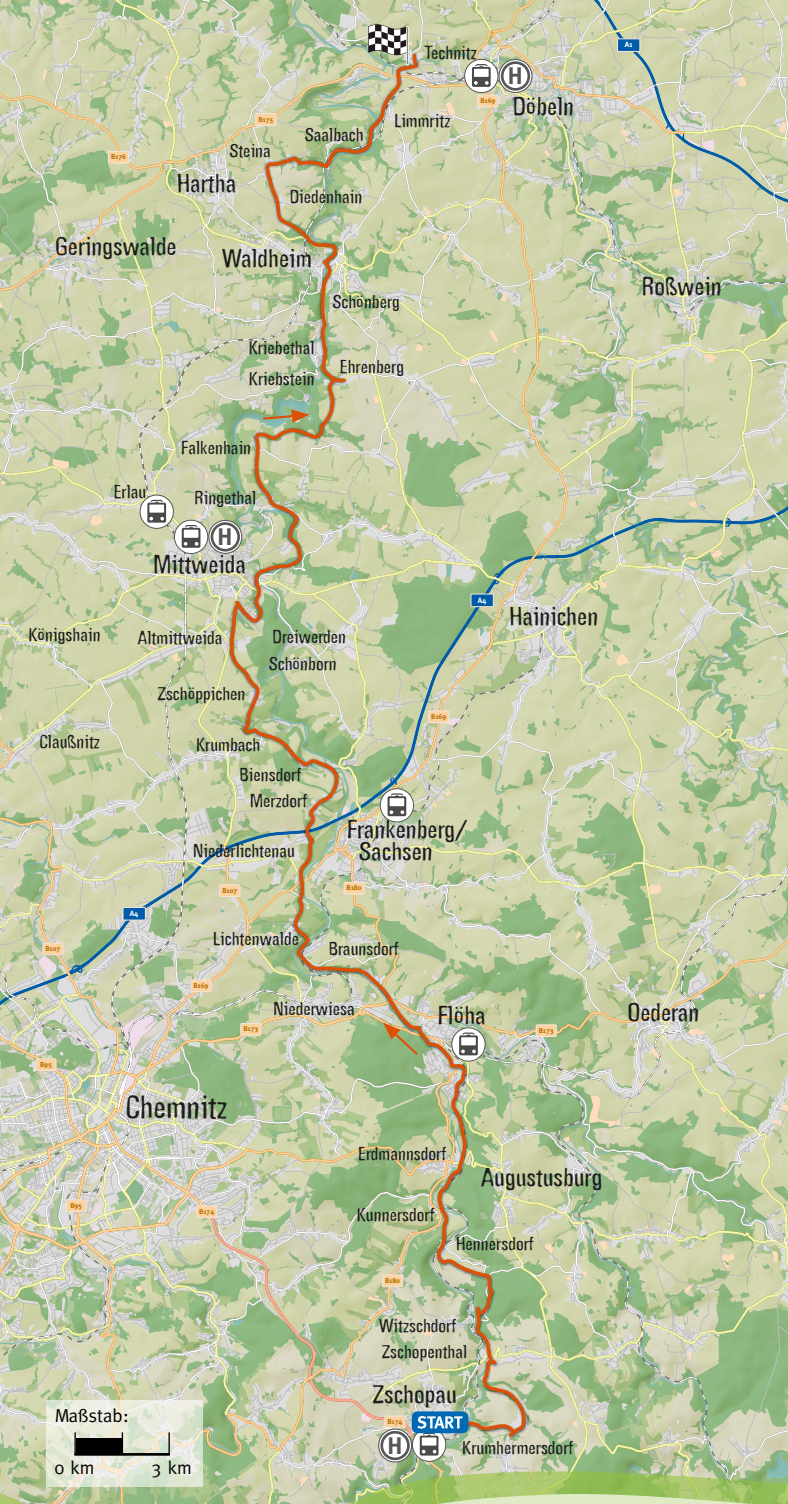 Technitz
A1
H
Döbeln
B169
Limmritz
B175
Saalbach
Steina
B176
Hartha
Diedenhain
Geringswalde
Waldheim
Roßwein
Schönberg
Kriebethal
Ehrenberg
Kriebstein
Falkenhain
Erlau
Ringethal
H
Mittweida
A4
Hainichen
Königshain
Altmittweida
Dreiwerden
Schönborn
Zschöppichen
B169
Claußnitz
Krumbach
Biensdorf
Merzdorf
Frankenberg/
Sachsen
Niederlichtenau
B107
B180
A4
Lichtenwalde
Braunsdorf
B107
B169
Niederwiesa
Flöha
Oederan
B173
B173
B95
Chemnitz
Erdmannsdorf
Augustusburg
B95
B174
Kunnersdorf
Hennersdorf
B180
Witzschdorf
Zschopenthal
Zschopau
B174
START
H
Krumhermersdorf
Maßstab:
0 km 3 km